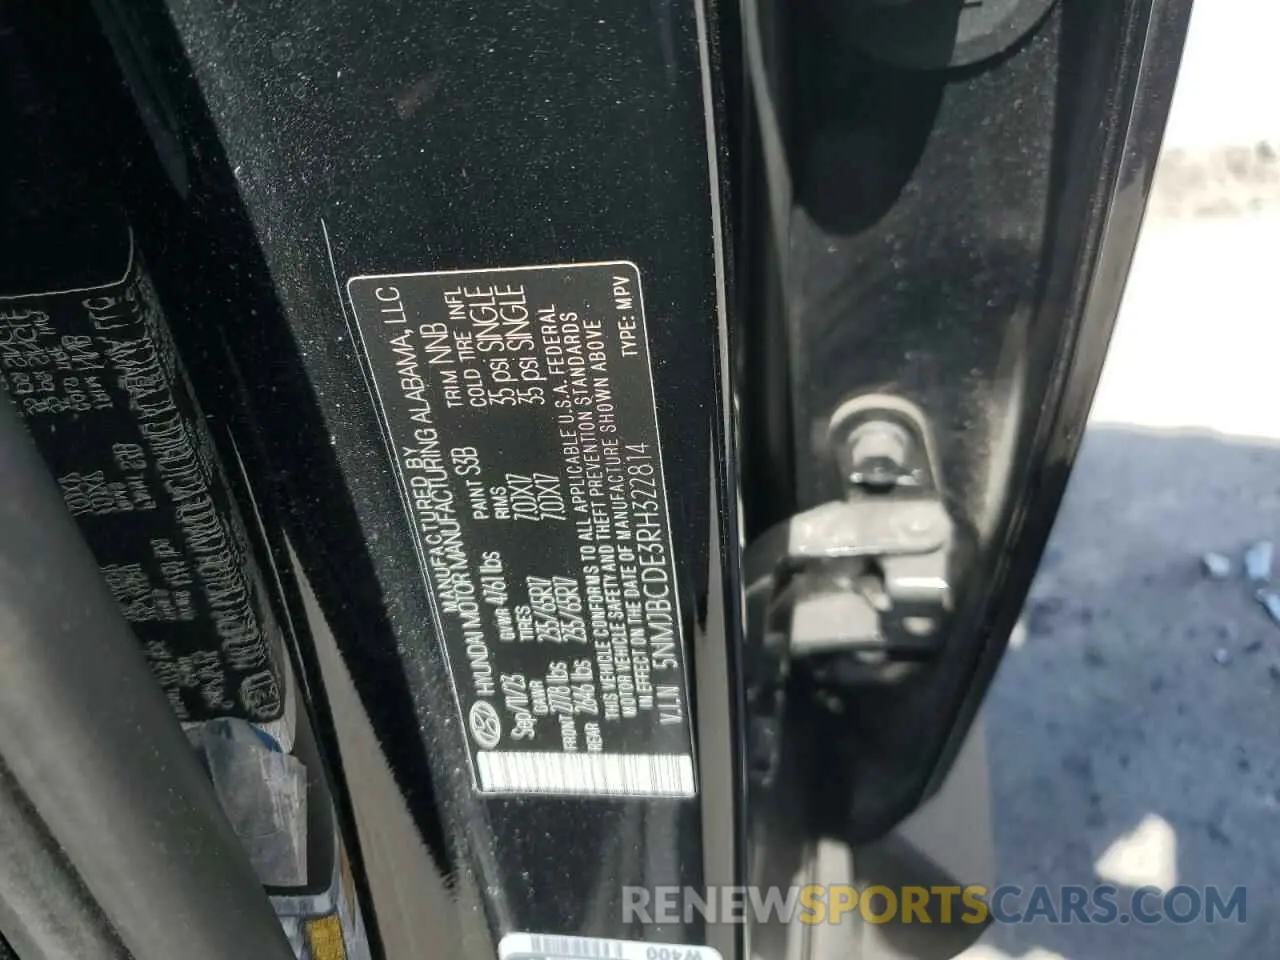 MANUFACTURED BY
HYUNDAI MOTOR MANUFACTURING ALABAMA, LLC
Sep/11/23 GVWR 4761 lbs PAINT S3B TRIM NNB
GAWR TIRES RIMS COLD TIRE INFL
FRONT 2778 lbs 235/65R17 7.0JX17 35 psi SINGLE
REAR 2646 lbs 235/65R17 7.0JX17 35 psi SINGLE
THIS VEHICLE CONFORMS TO ALL APPLICABLE U.S.A. FEDERAL
MOTOR VEHICLE SAFETY AND THEFT PREVENTION STANDARDS
IN EFFECT ON THE DATE OF MANUFACTURE SHOWN ABOVE
V.I.N 5NMJBCDE3RH322814 TYPE: MPV
W400
RENEWSPORTSCARS.COM